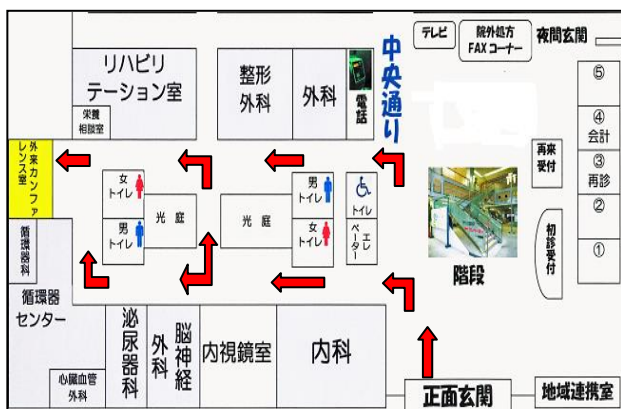 テレビ
院外処方
FAXコーナー
夜間玄関
リハビリ
テーション室
栄養
相談室
整形
外科
外科
電話
中央通り
⑤
④
会計
③
再診
②
①
再来
受付
初診受付
外来カンファ
レンス室
女
トイレ
男
トイレ
光庭
光庭
男
トイレ
女
トイレ
トイレ
エレ
ベーター
階段
循環器科
循環器
センター
心臓血管
外科
泌尿器科
脳神経
外科
内視鏡室
内科
正面玄関
地域連携室